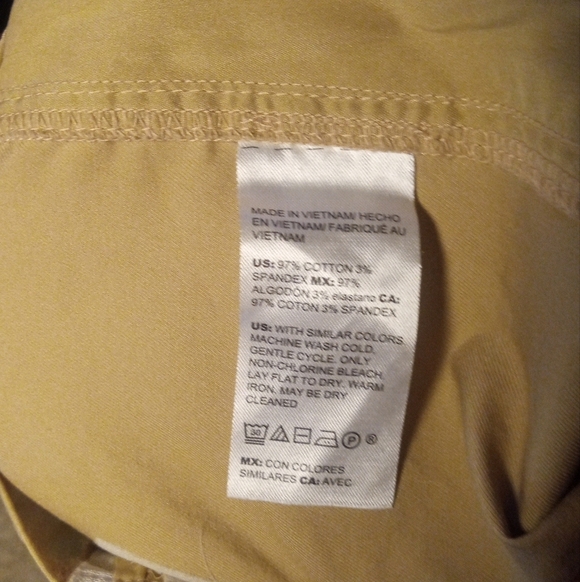 MADE IN VIETNAM/ HECHO
EN VIETNAM/ FABRIQUÉ AU
VIETNAM
US: 97% COTTON 3%
SPANDEX MX: 97%
ALGODÓN 3% elastano CA:
97% COTON 3% SPANDEX
US: WITH SIMILAR COLORS
MACHINE WASH COLD,
GENTLE CYCLE. ONLY
NON-CHLORINE BLEACH.
LAY FLAT TO DRY. WARM
IRON. MAY BE DRY
CLEANED
30 P ®
MX: CON COLORES
SIMILARES CA: AVEC